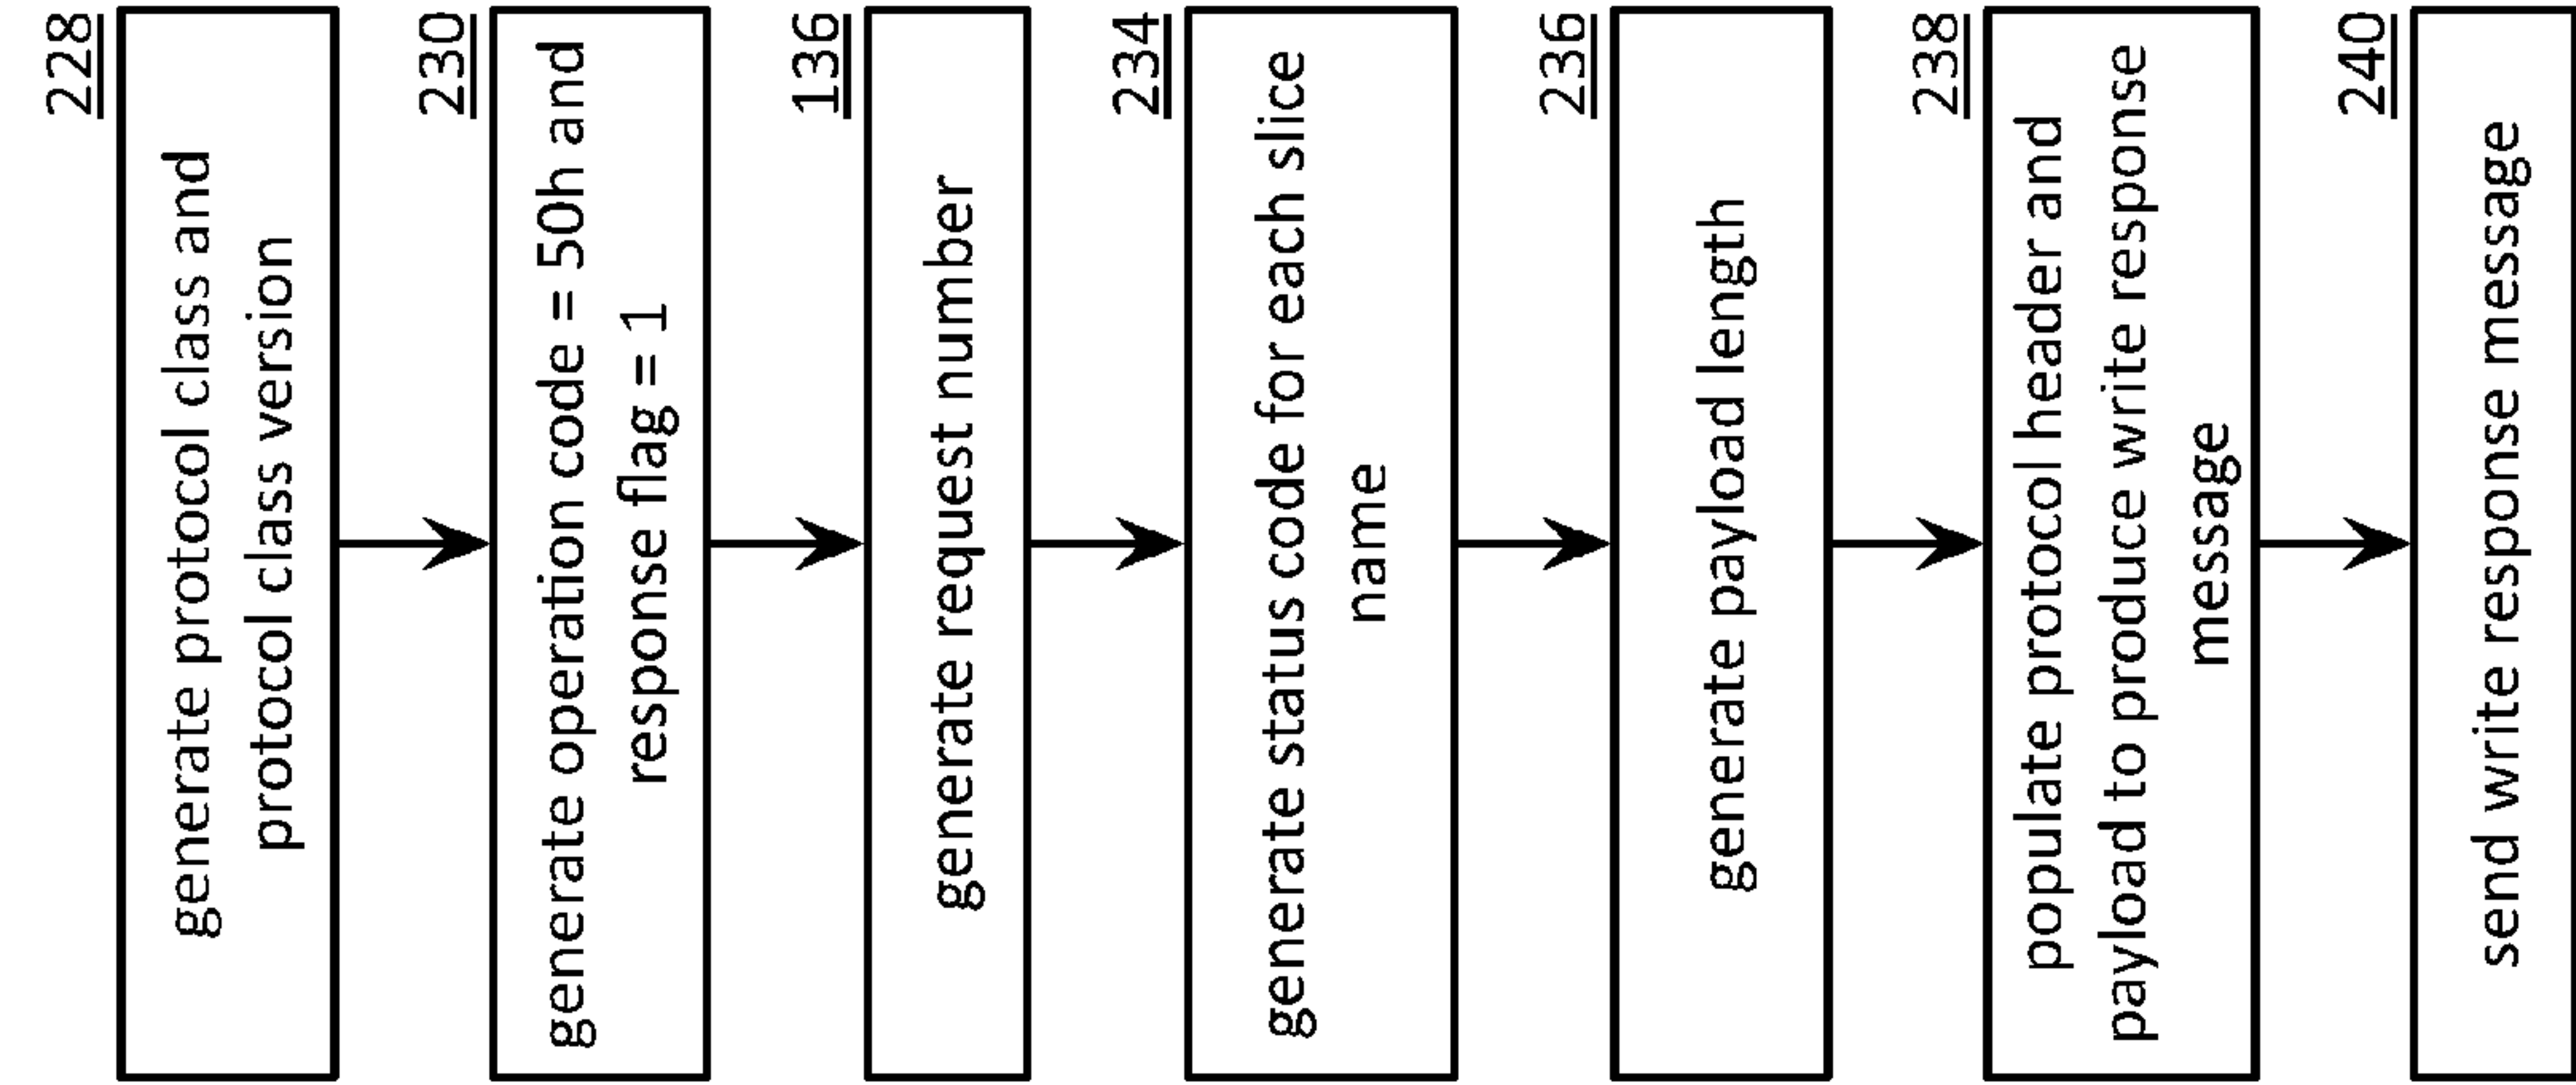 228
generate protocol class and
protocol class version
230
generate operation code = 50h and
response flag = 1
136
generate request number
234
generate status code for each slice
name
236
generate payload length
238
populate protocol header and
payload to produce write response
message
240
send write response message